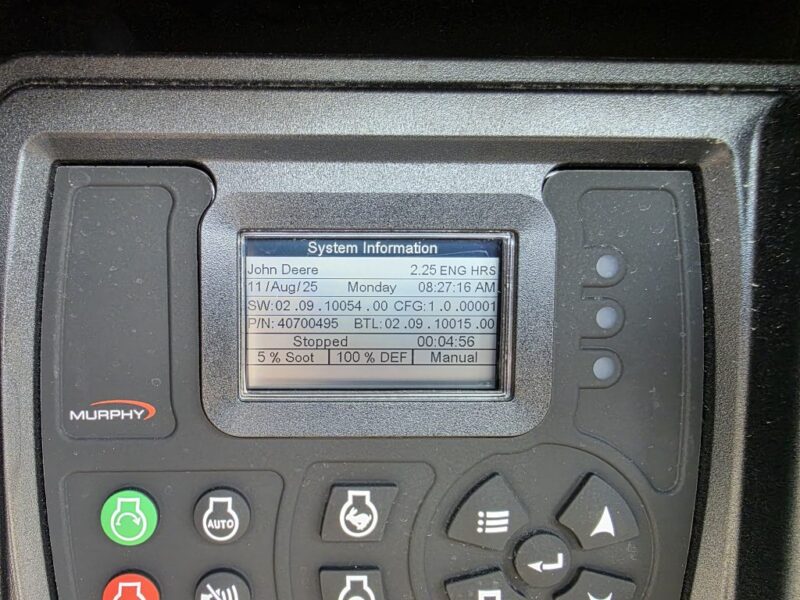 System Information
John Deere 2.25 ENG HRS
11/Aug/25 Monday 08:27:16 AM
SW:02.09.10054.00 CFG:1.0.00001
P/N:40700495 BTL:02.09.10015.00
Stopped 00:04:56
5 % Soot 100 % DEF Manual
MURPHY
AUTO